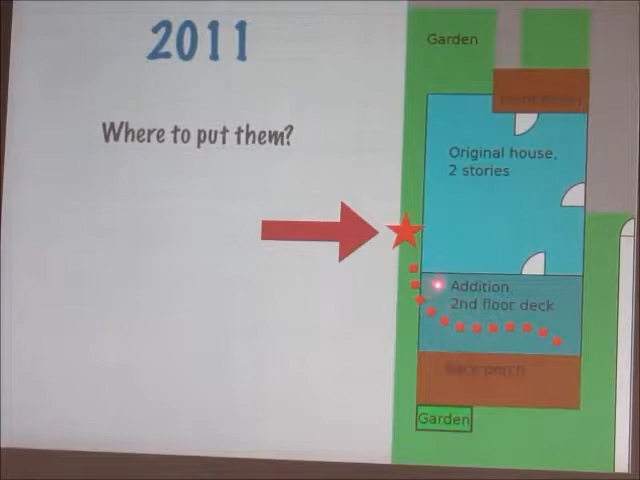 2011
Where to put them?
Garden
Original house,
2 stories
Addition,
2nd floor deck
Back porch
Garden